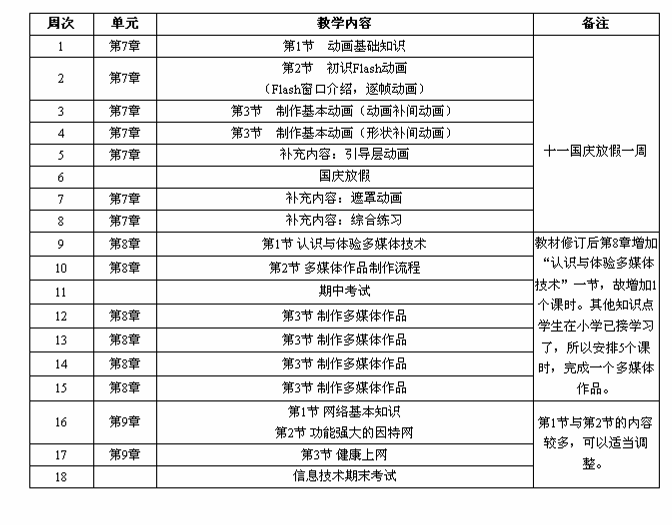 周次 单元 教学内容 备注
1 第7章 第1节 动画基础知识
2 第7章 第2节 初识Flash动画
（Flash窗口介绍，逐帧动画）
3 第7章 第3节 制作基本动画（动画补间动画）
4 第7章 第3节 制作基本动画（形状补间动画）
5 第7章 补充内容：引导层动画
6 国庆放假
7 第7章 补充内容：遮罩动画
8 第7章 补充内容：综合练习
十一国庆放假一周
9 第8章 第1节 认识与体验多媒体技术
10 第8章 第2节 多媒体作品制作流程
11 期中考试
12 第8章 第3节 制作多媒体作品
13 第8章 第3节 制作多媒体作品
14 第8章 第3节 制作多媒体作品
15 第8章 第3节 制作多媒体作品
教材修订后第8章增加
“认识与体验多媒体
技术”一节，故增加1
个课时。其他知识点
学生在小学已接学习
了，所以安排5个课
时，完成一个多媒体
作品。
16 第9章 第1节 网络基本知识
第2节 功能强大的因特网
17 第9章 第3节 健康上网
18 信息技术期末考试
第1节与第2节的内容
较多，可以适当调
整。